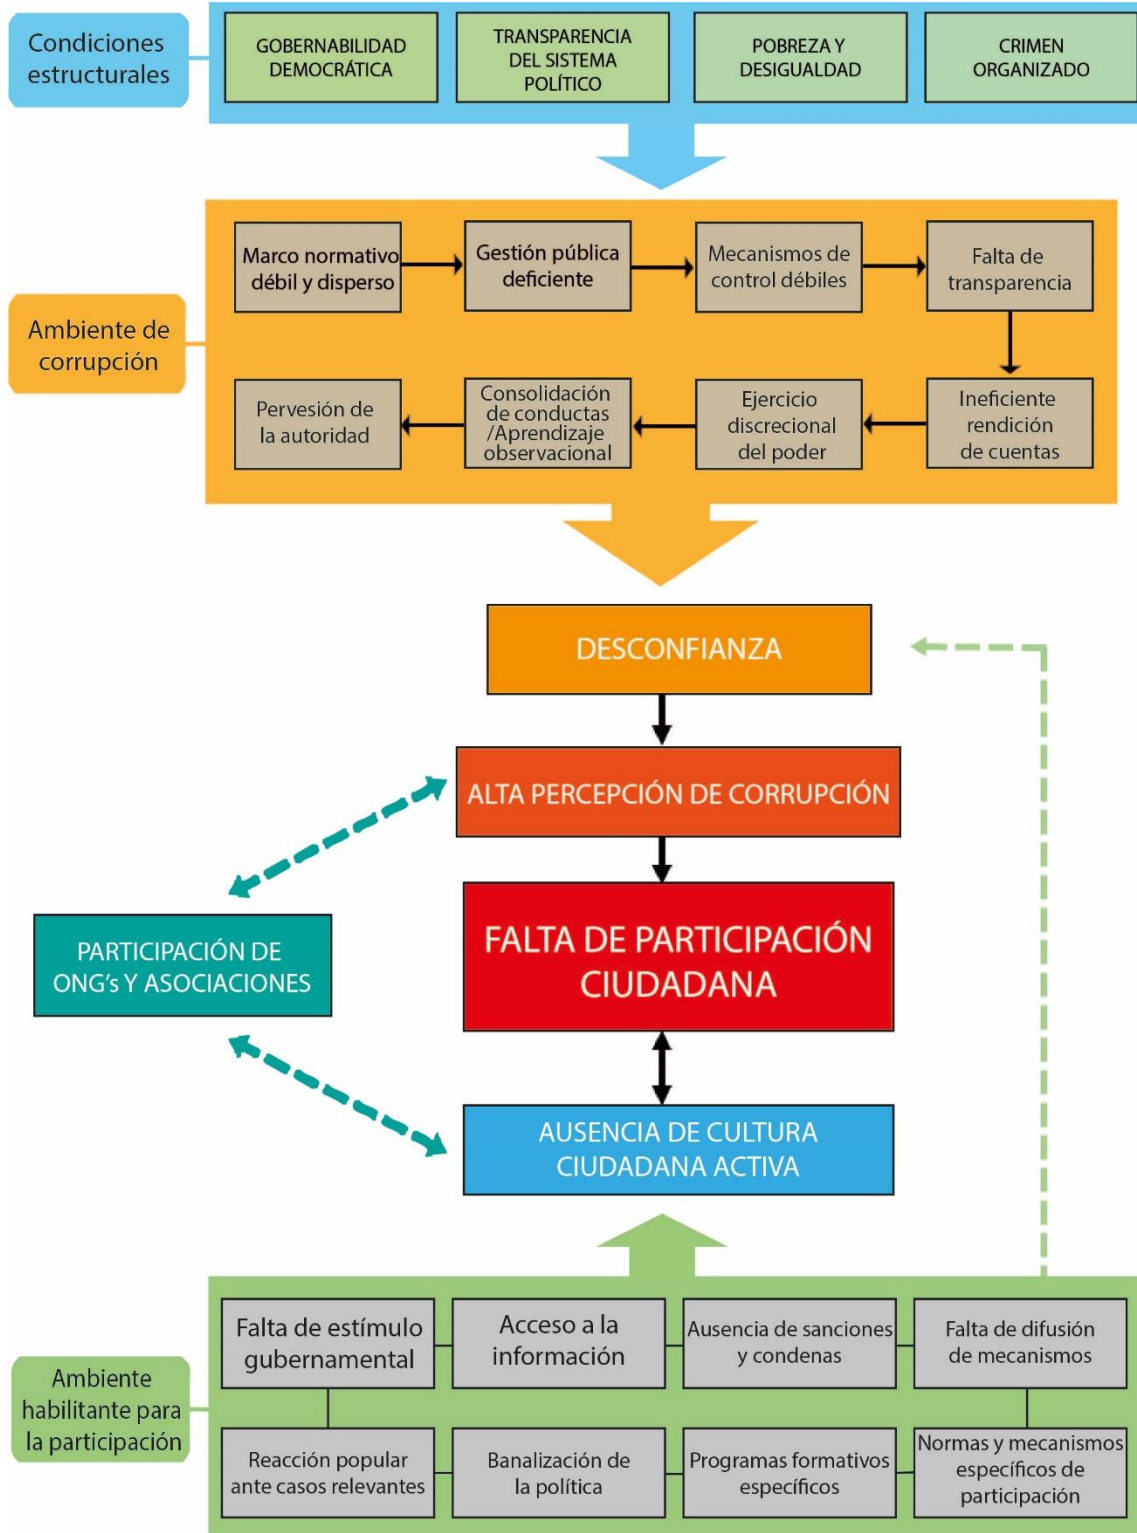 Condiciones
estructurales
GOBERNABILIDAD
DEMOCRÁTICA
TRANSPARENCIA
DEL SISTEMA
POLÍTICO
POBREZA Y
DESIGUALDAD
CRIMEN
ORGANIZADO
Ambiente de
corrupción
Marco normativo
débil y disperso
Gestión pública
deficiente
Mecanismos de
control débiles
Falta de
transparencia
Pervesión de
la autoridad
Consolidación
de conductas
/Aprendizaje
observacional
Ejercicio
discrecional
del poder
Ineficiente
rendición
de cuentas
DESCONFIANZA
ALTA PERCEPCIÓN DE CORRUPCIÓN
PARTICIPACIÓN DE
ONG's Y ASOCIACIONES
FALTA DE PARTICIPACIÓN
CIUDADANA
AUSENCIA DE CULTURA
CIUDADANA ACTIVA
Ambiente
habilitante para
la participación
Falta de estímulo
gubernamental
Acceso a la
información
Ausencia de sanciones
y condenas
Falta de difusión
de mecanismos
Reacción popular
ante casos relevantes
Banalización de
la política
Programas formativos
específicos
Normas y mecanismos
específicos de
participación